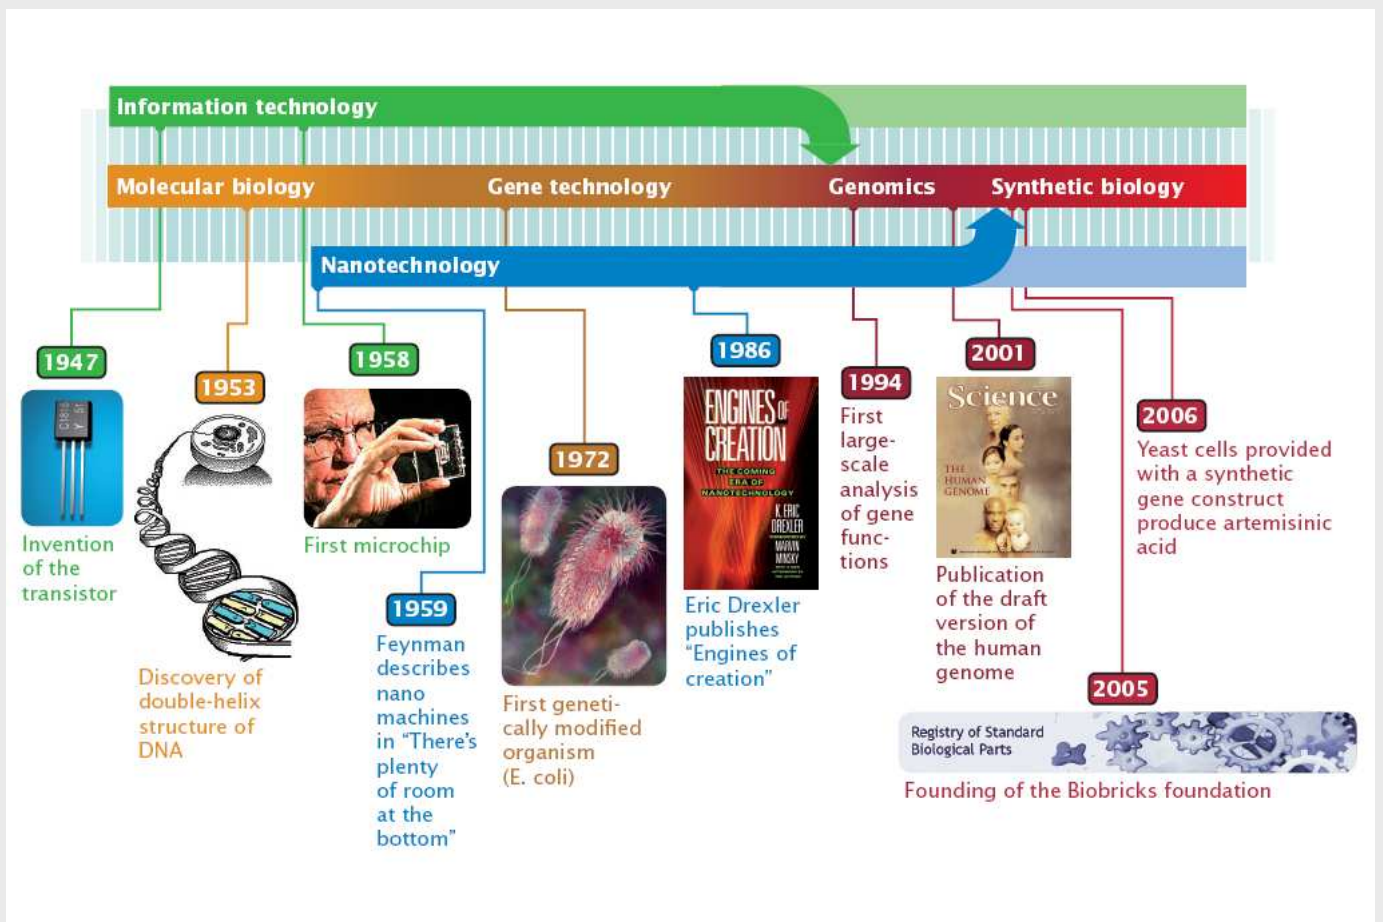 Information technology
Molecular biology
Gene technology
Genomics
Synthetic biology
Nanotechnology
1947
Invention
of the
transistor
1953
Discovery of
double-helix
structure of
DNA
1958
First microchip
1959
Feynman
describes
nano
machines
in “There’s
plenty
of room
at the
bottom”
1972
First geneti-
cally modified
organism
(E. coli)
1986
ENGINES OF
CREATION
THE COMING
ERA OF
NANOTECHNOLOGY
K. ERIC
DREXLER
MARVIN
MINSKY
Eric Drexler
publishes
“Engines of
creation”
1994
First
large-
scale
analysis
of gene
func-
tions
2001
Science
THE
HUMAN
GENOME
Publication
of the draft
version of
the human
genome
2005
Registry of Standard
Biological Parts
Founding of the Biobricks foundation
2006
Yeast cells provided
with a synthetic
gene construct
produce artemisinic
acid